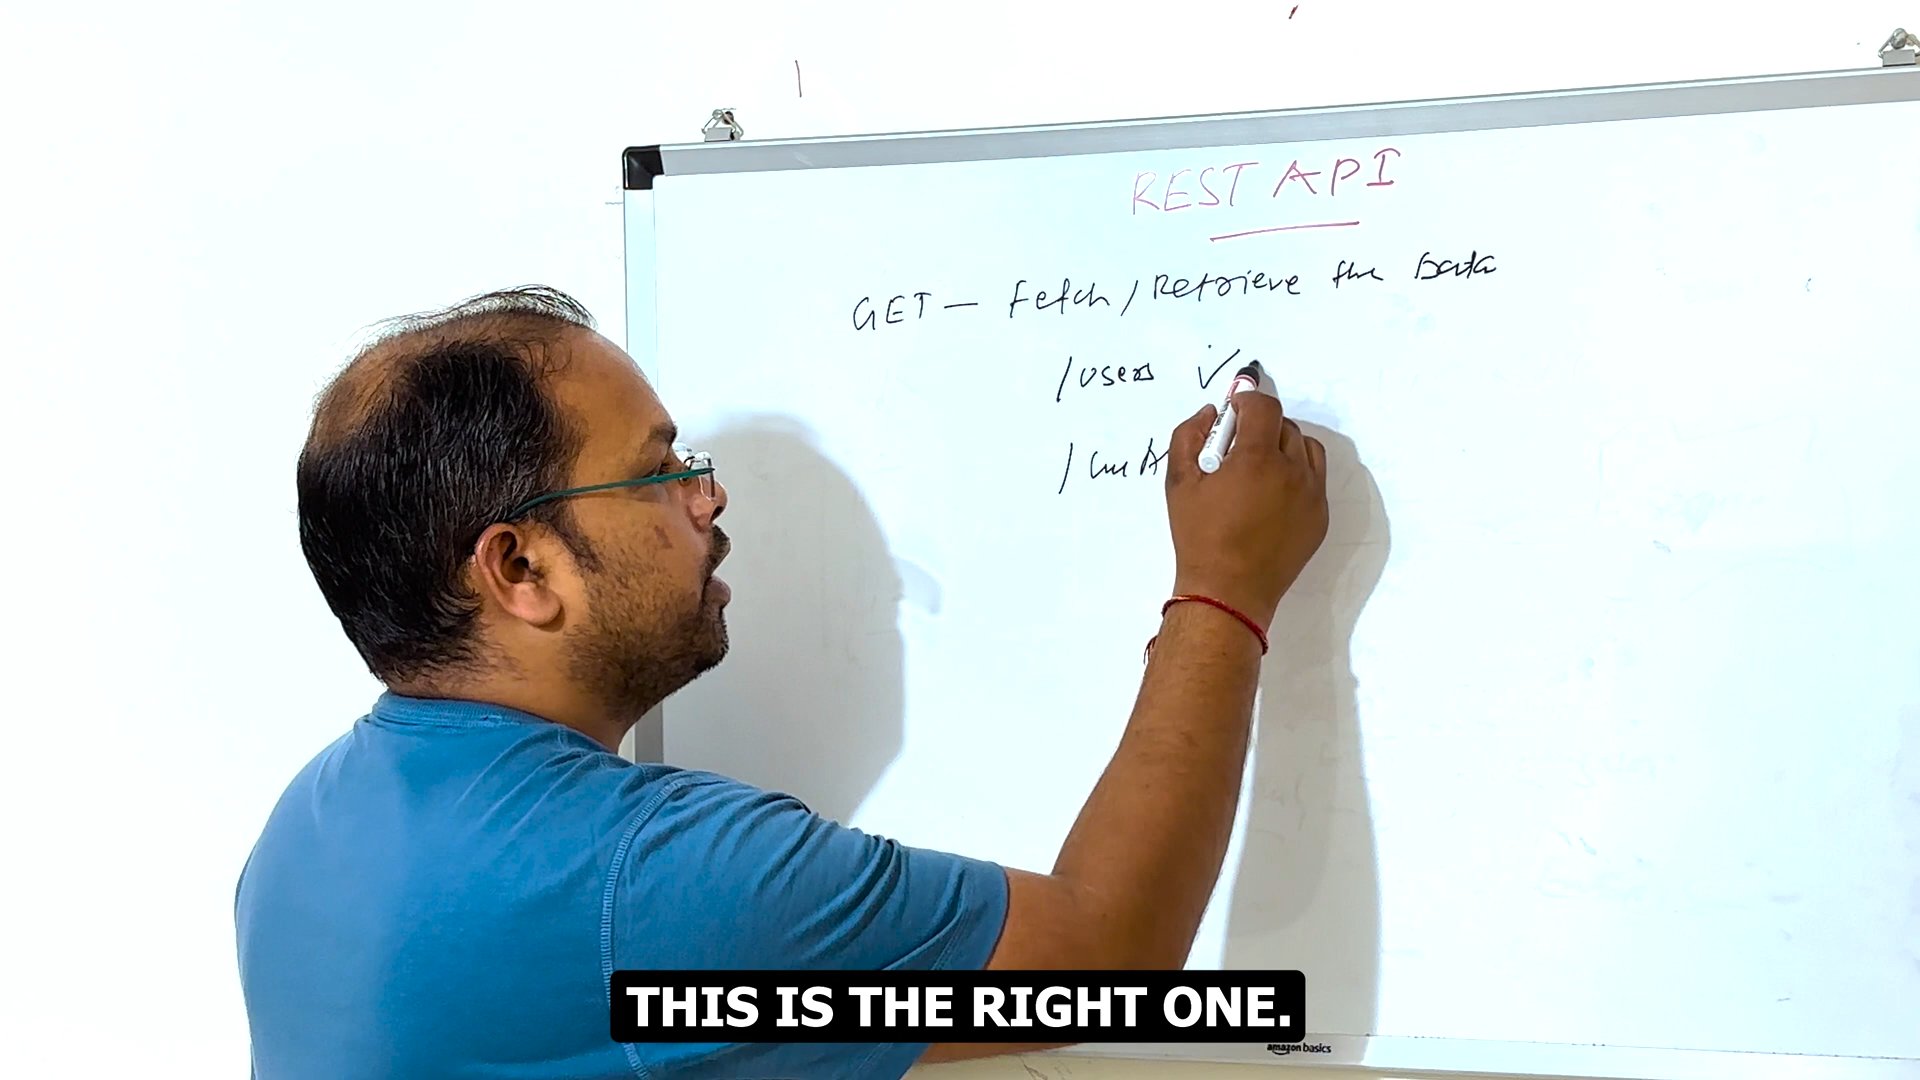 REST API
GET — Fetch / Retrieve the Data
/users ✓
THIS IS THE RIGHT ONE.
amazon basics